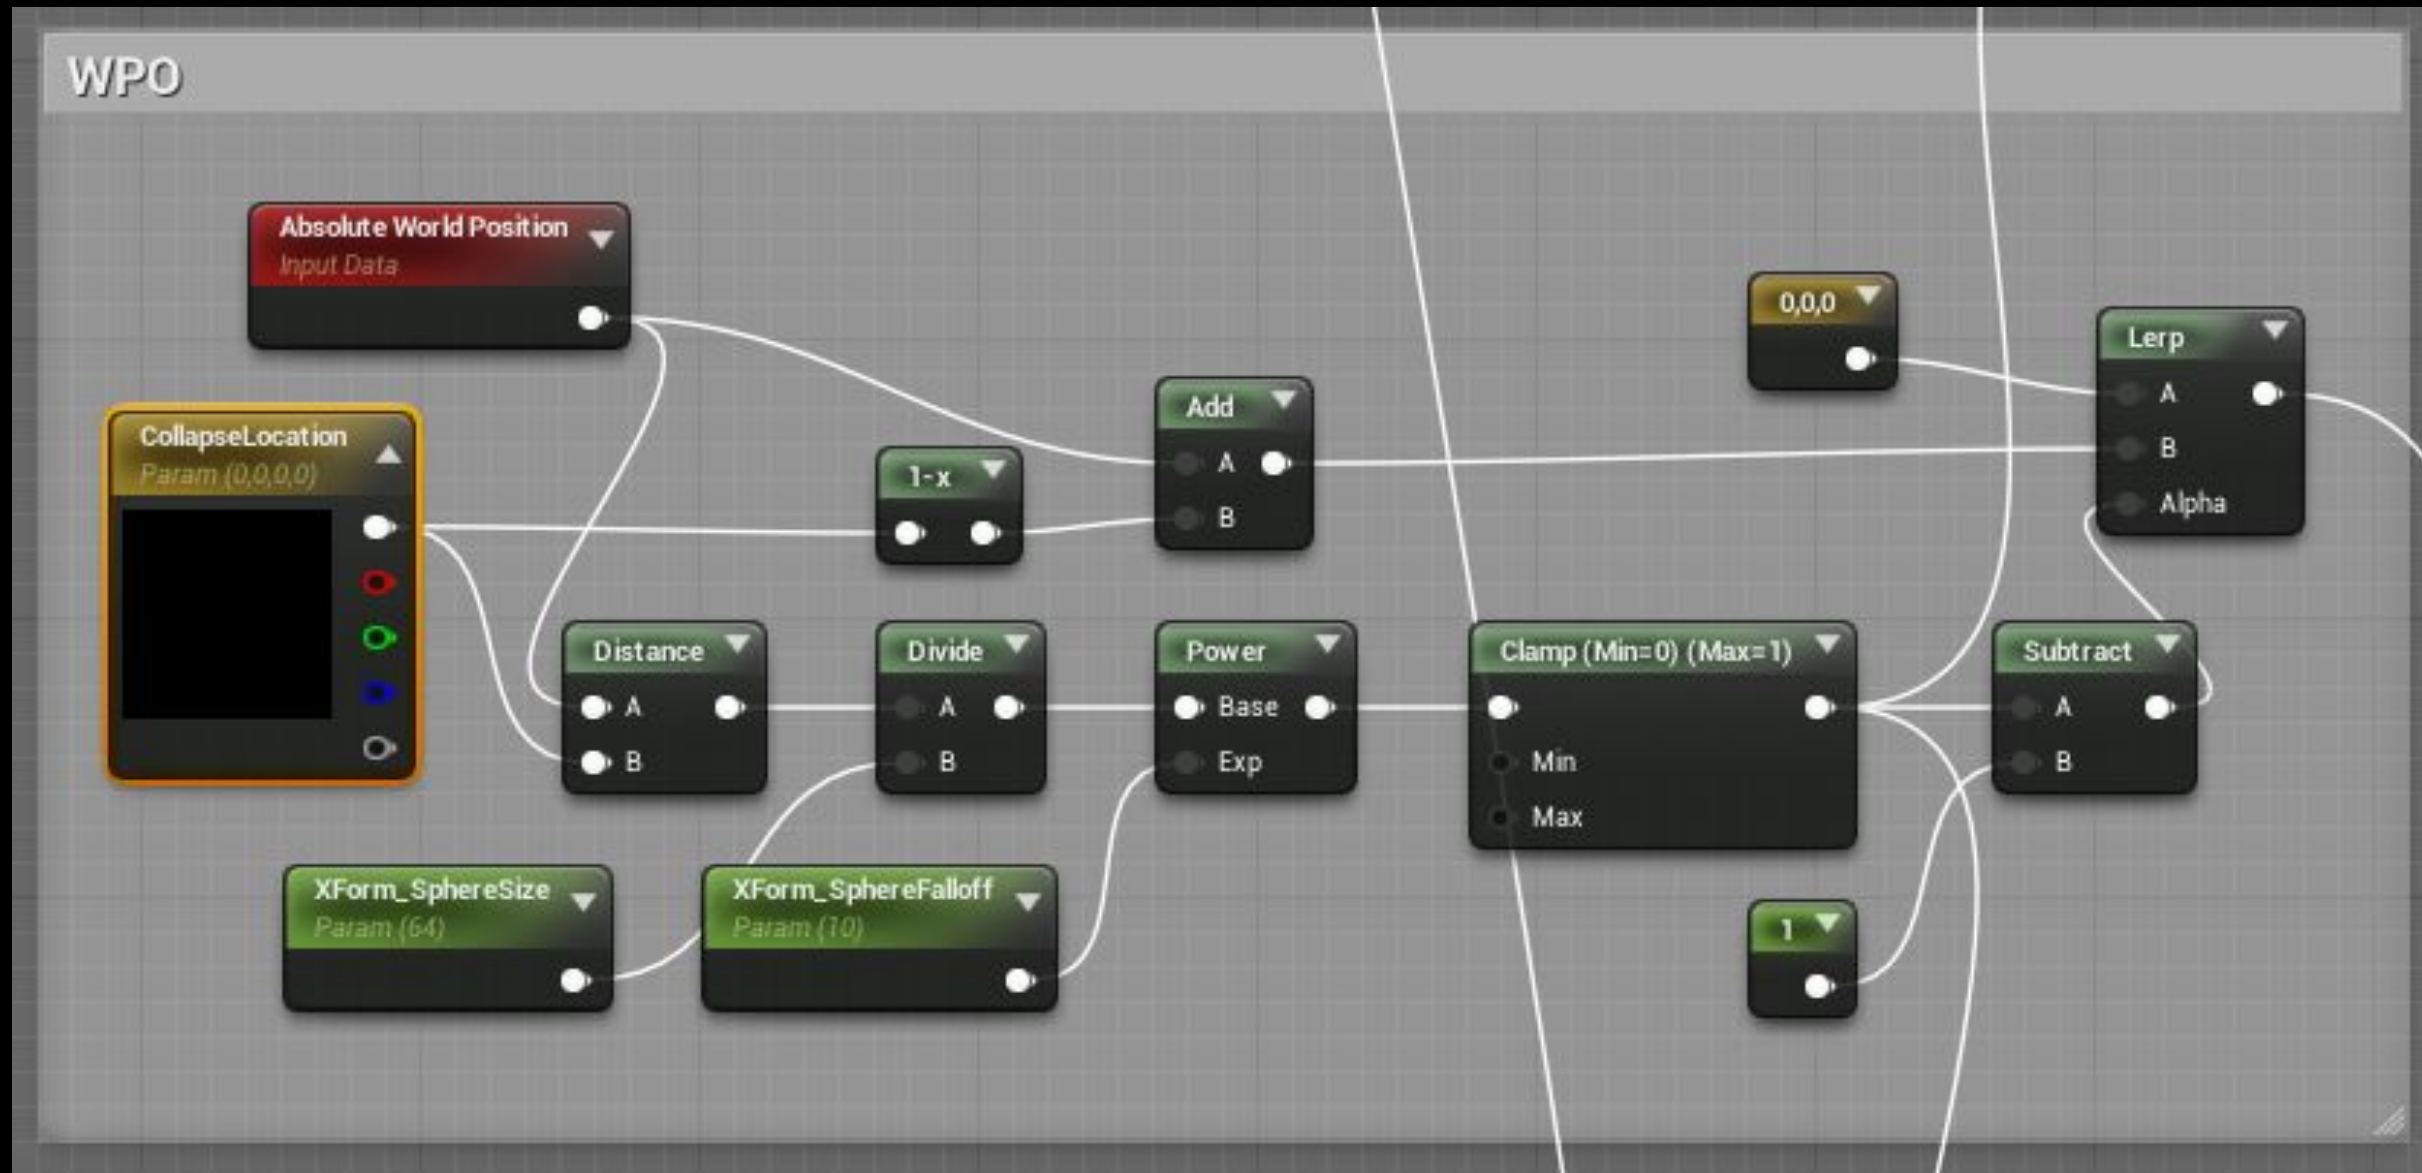 WPO
Absolute World Position
Input Data
CollapseLocation
Param (0,0,0,0)
1-x
Add
A
B
0,0,0
Lerp
A
B
Alpha
Distance
A
B
Divide
A
B
Power
Base
Exp
Clamp (Min=0) (Max=1)
Min
Max
Subtract
A
B
XForm_SphereSize
Param (64)
XForm_SphereFalloff
Param (10)
1